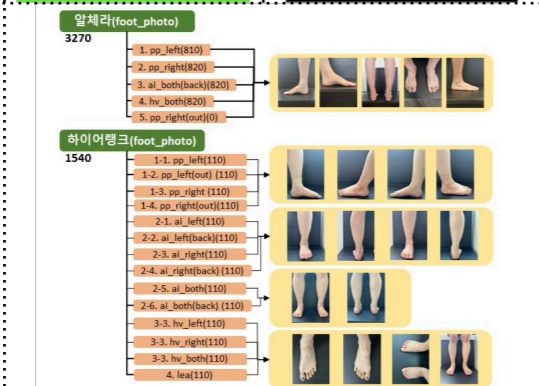 알체라(foot_photo)
3270
1. pp_left(810)
2. pp_right(820)
3. ai_both(back)(820)
4. hv_both(820)
5. pp_right(out)(0)
하이어랭크(foot_photo)
1540
1-1. pp_left(110)
1-2. pp_left(out) (110)
1-3. pp_right (110)
1-4. pp_right(out)(110)
2-1. ai_left(110)
2-2. ai_left(back)(110)
2-3. ai_right(110)
2-4. ai_right(back) (110)
2-5. ai_both(110)
2-6. ai_both(back) (110)
3-3. hv_left(110)
3-3. hv_right(110)
3-3. hv_both(110)
4. lea(110)